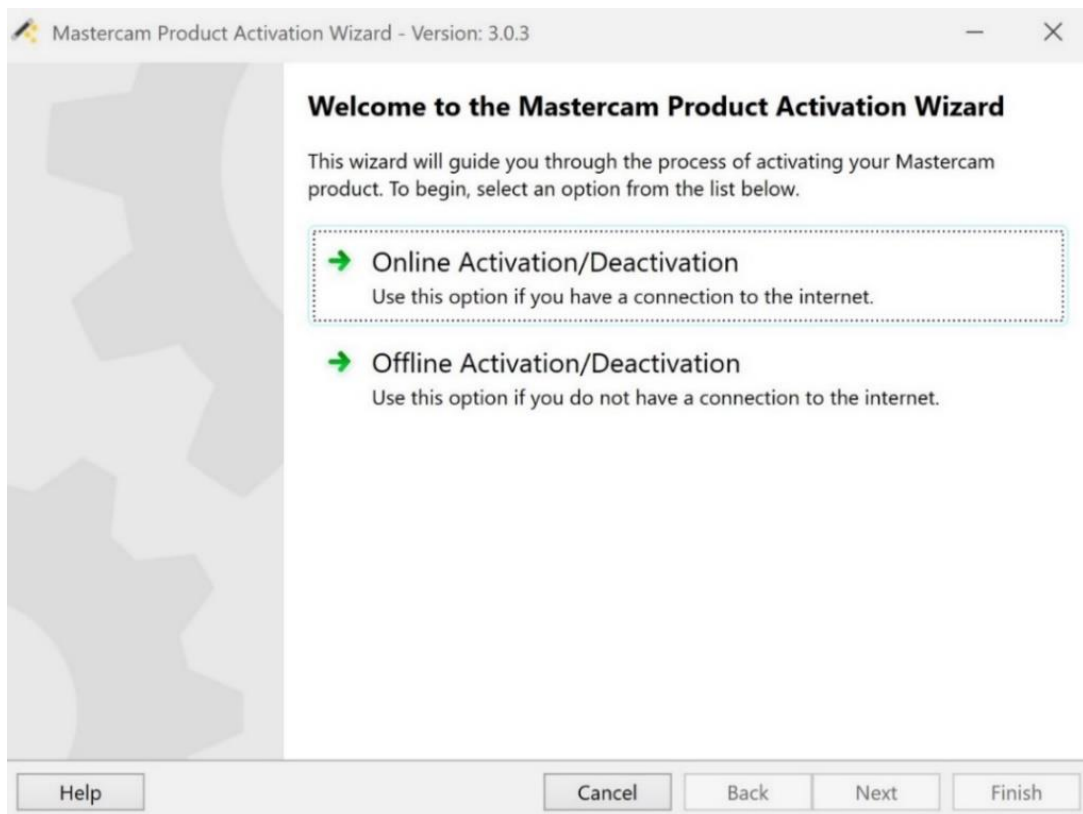 Mastercam Product Activation Wizard - Version: 3.0.3
Welcome to the Mastercam Product Activation Wizard
This wizard will guide you through the process of activating your Mastercam
product. To begin, select an option from the list below.
Online Activation/Deactivation
Use this option if you have a connection to the internet.
Offline Activation/Deactivation
Use this option if you do not have a connection to the internet.
Help Cancel Back Next Finish